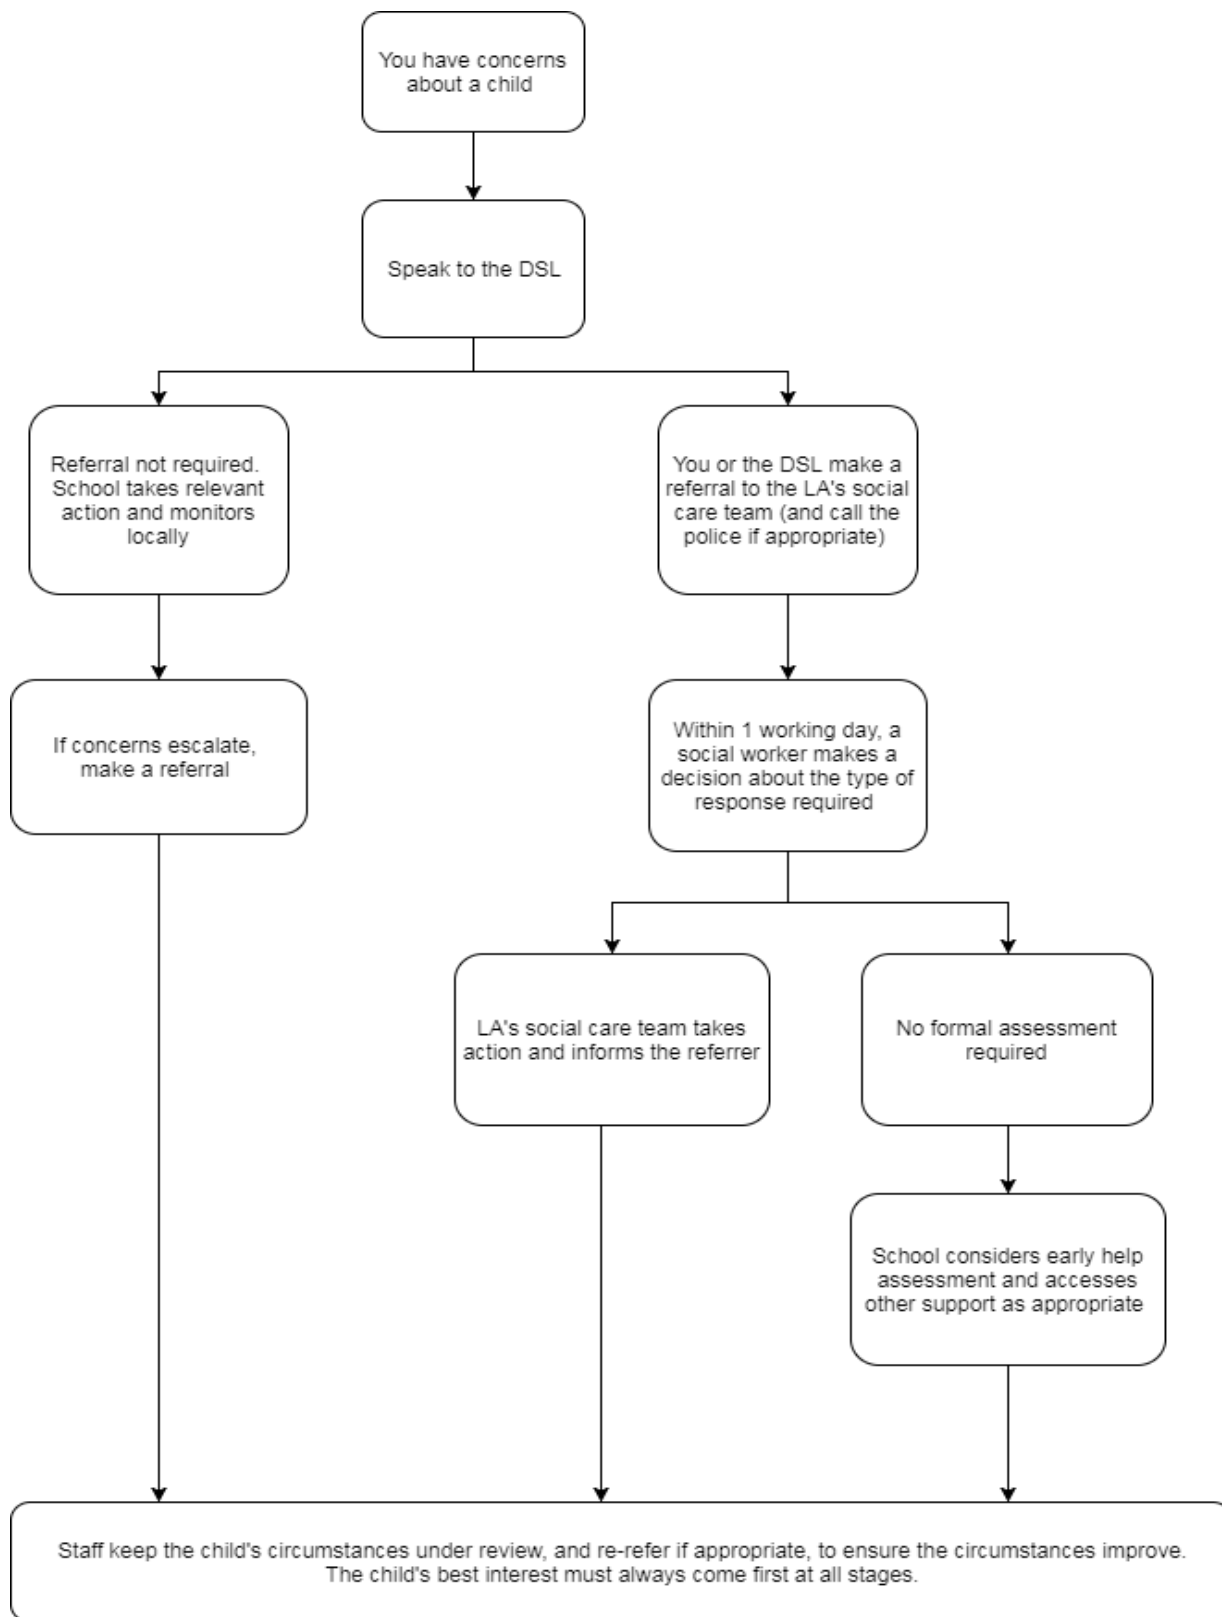 You have concerns
about a child
Speak to the DSL
Referral not required.
School takes relevant
action and monitors
locally
You or the DSL make a
referral to the LA's social
care team (and call the
police if appropriate)
If concerns escalate,
make a referral
Within 1 working day, a
social worker makes a
decision about the type of
response required
LA's social care team takes
action and informs the referrer
No formal assessment
required
School considers early help
assessment and accesses
other support as appropriate
Staff keep the child's circumstances under review, and re-refer if appropriate, to ensure the circumstances improve.
The child's best interest must always come first at all stages.